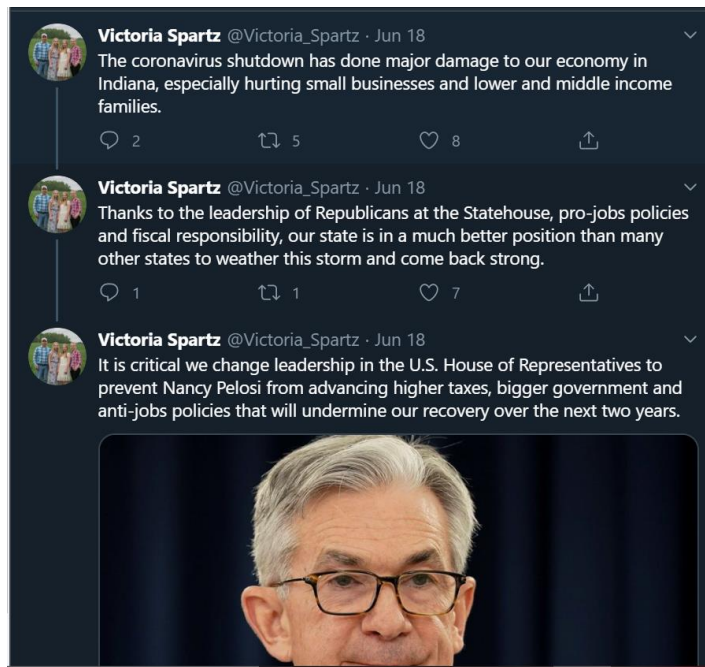 Victoria Spartz @Victoria_Spartz · Jun 18
The coronavirus shutdown has done major damage to our economy in
Indiana, especially hurting small businesses and lower and middle income
families.
2 5 8
Victoria Spartz @Victoria_Spartz · Jun 18
Thanks to the leadership of Republicans at the Statehouse, pro-jobs policies
and fiscal responsibility, our state is in a much better position than many
other states to weather this storm and come back strong.
1 1 7
Victoria Spartz @Victoria_Spartz · Jun 18
It is critical we change leadership in the U.S. House of Representatives to
prevent Nancy Pelosi from advancing higher taxes, bigger government and
anti-jobs policies that will undermine our recovery over the next two years.